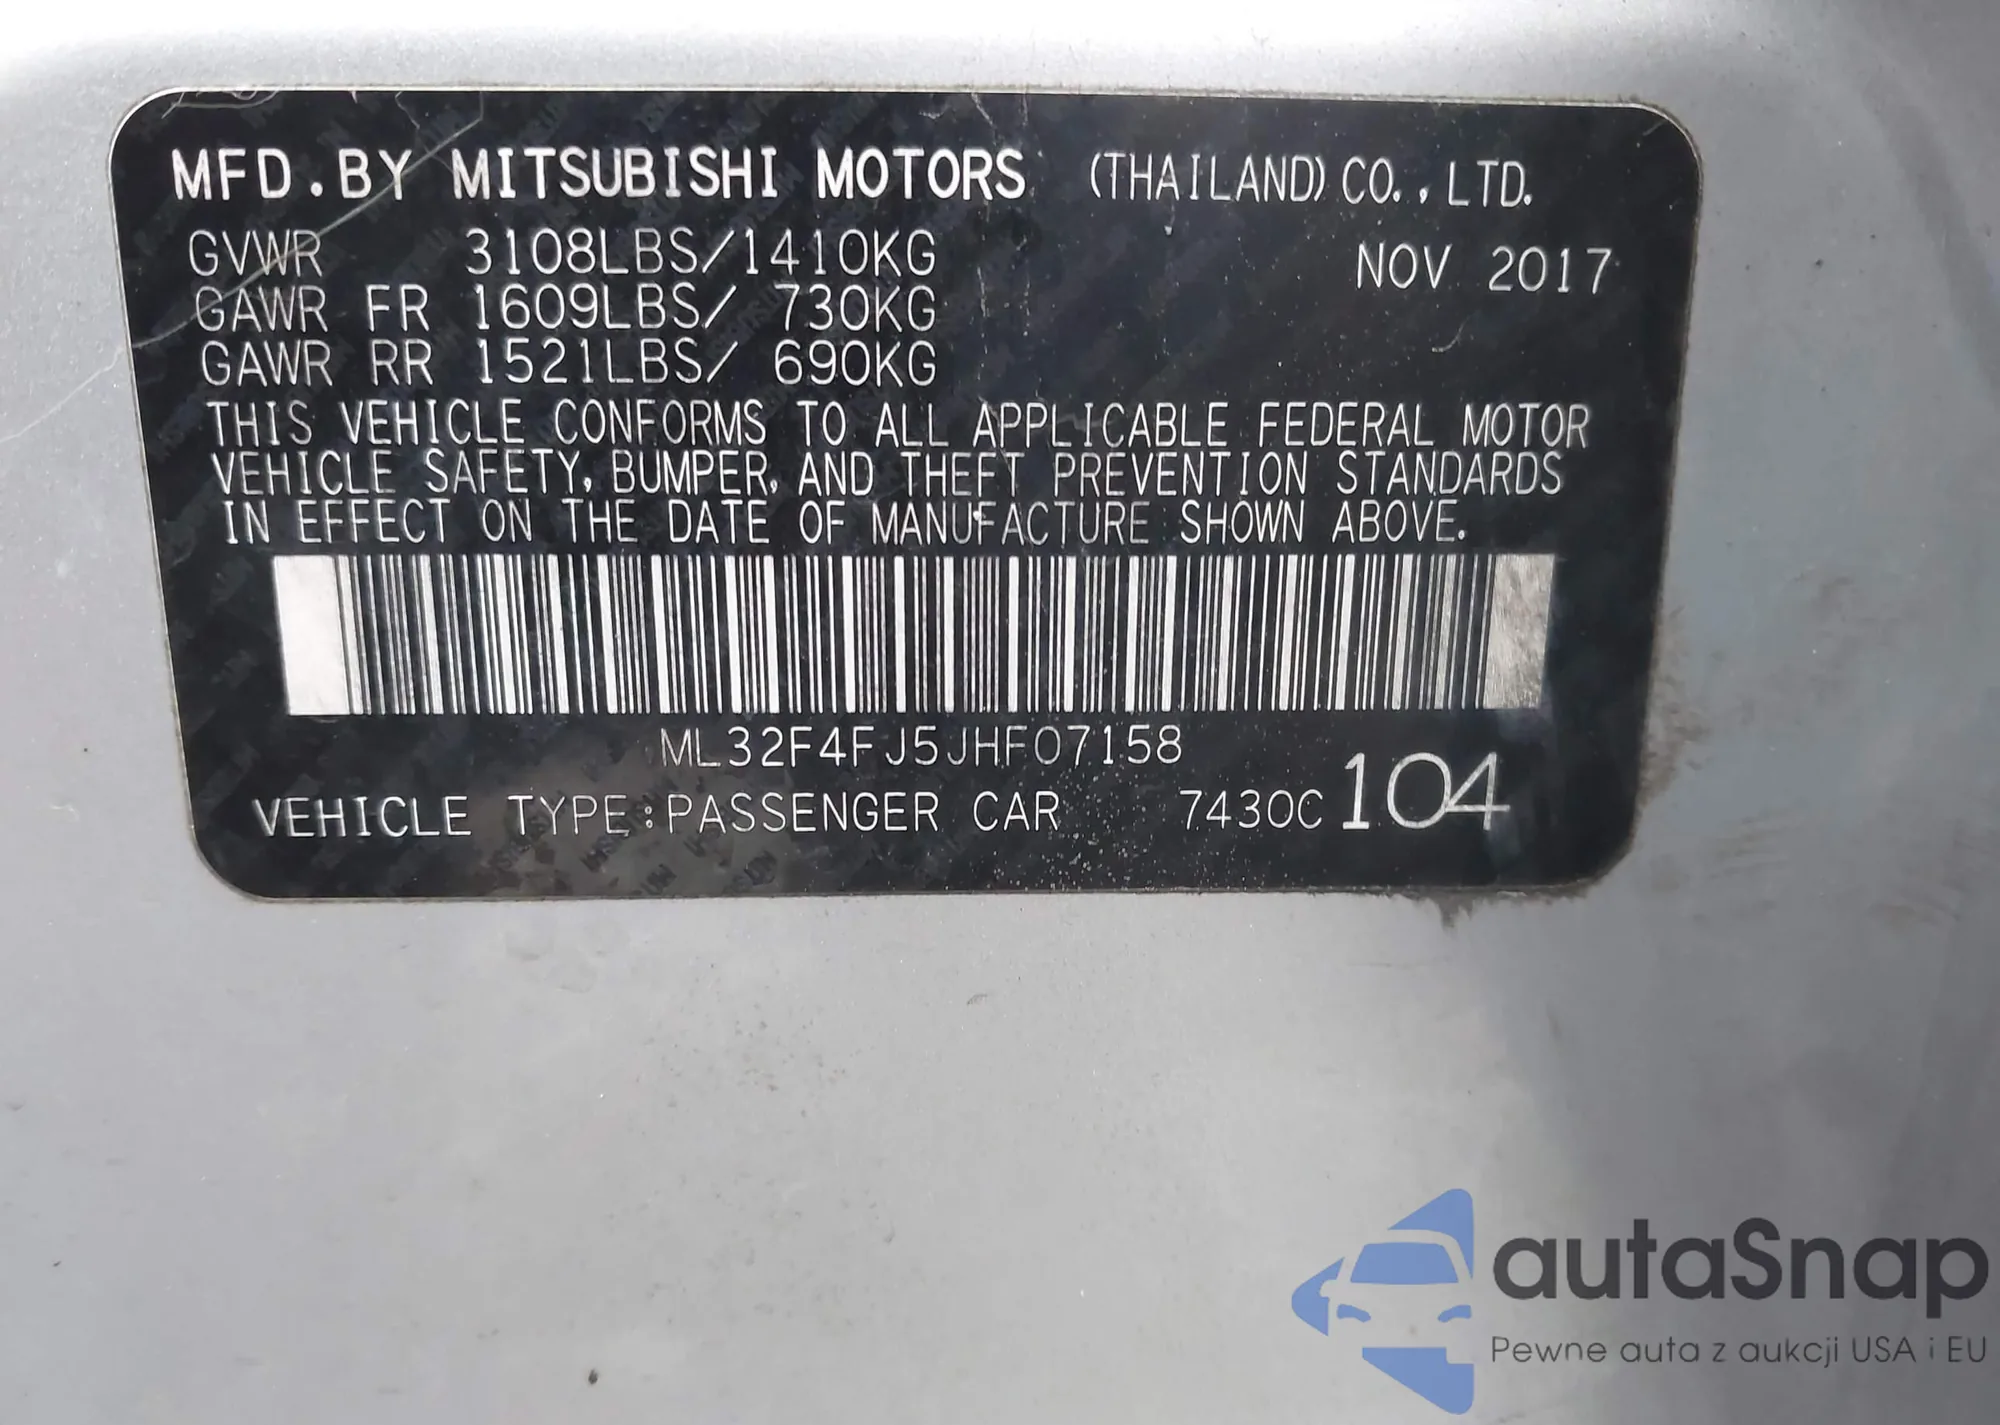 MFD.BY MITSUBISHI MOTORS (THAILAND) CO.,LTD.
GVWR 3108LBS/1410KG NOV 2017
GAWR FR 1609LBS/ 730KG
GAWR RR 1521LBS/ 690KG
THIS VEHICLE CONFORMS TO ALL APPLICABLE FEDERAL MOTOR
VEHICLE SAFETY, BUMPER, AND THEFT PREVENTION STANDARDS
IN EFFECT ON THE DATE OF MANUFACTURE SHOWN ABOVE.
ML32F4FJ5JHF07158
VEHICLE TYPE:PASSENGER CAR 7430C 104
autaSnap
Pewne auta z aukcji USA i EU